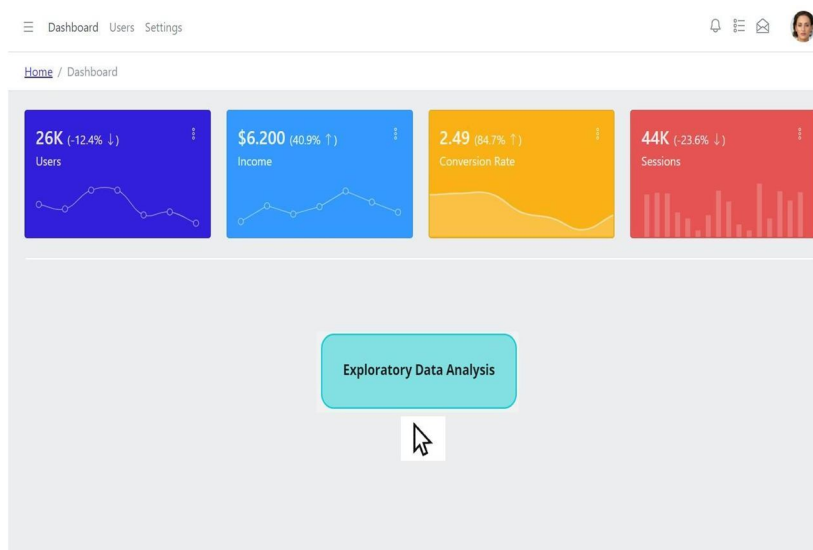 Dashboard Users Settings
Home / Dashboard
26K (-12.4% ↓)
Users
$6.200 (40.9% ↑)
Income
2.49 (84.7% ↑)
Conversion Rate
44K (-23.6% ↓)
Sessions
Exploratory Data Analysis